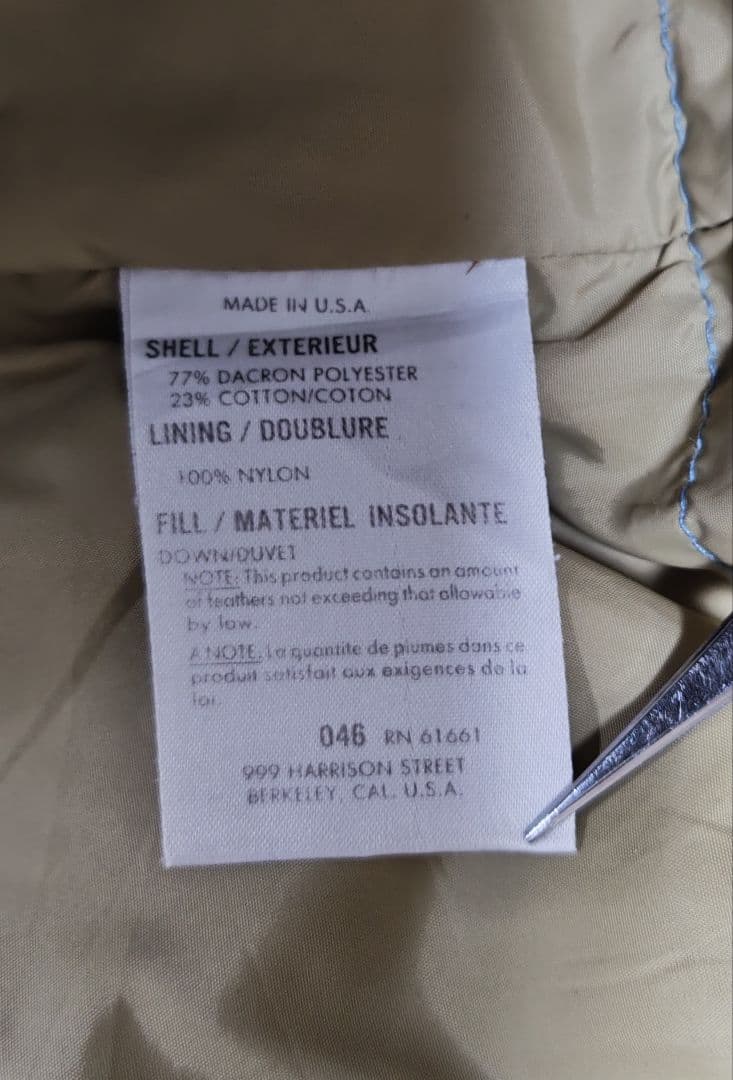 MADE IN U.S.A.
SHELL / EXTERIEUR
77% DACRON POLYESTER
23% COTTON/COTON
LINING / DOUBLURE
100% NYLON
FILL / MATERIEL INSOLANTE
DOWN/DUVET
NOTE: This product contains an amount
of feathers not exceeding that allowable
by law.
A NOTE. La quantite de plumes dans ce
produit satisfait aux exigences de la
loi.
046 RN 61661
999 HARRISON STREET
BERKELEY, CAL. U.S.A.